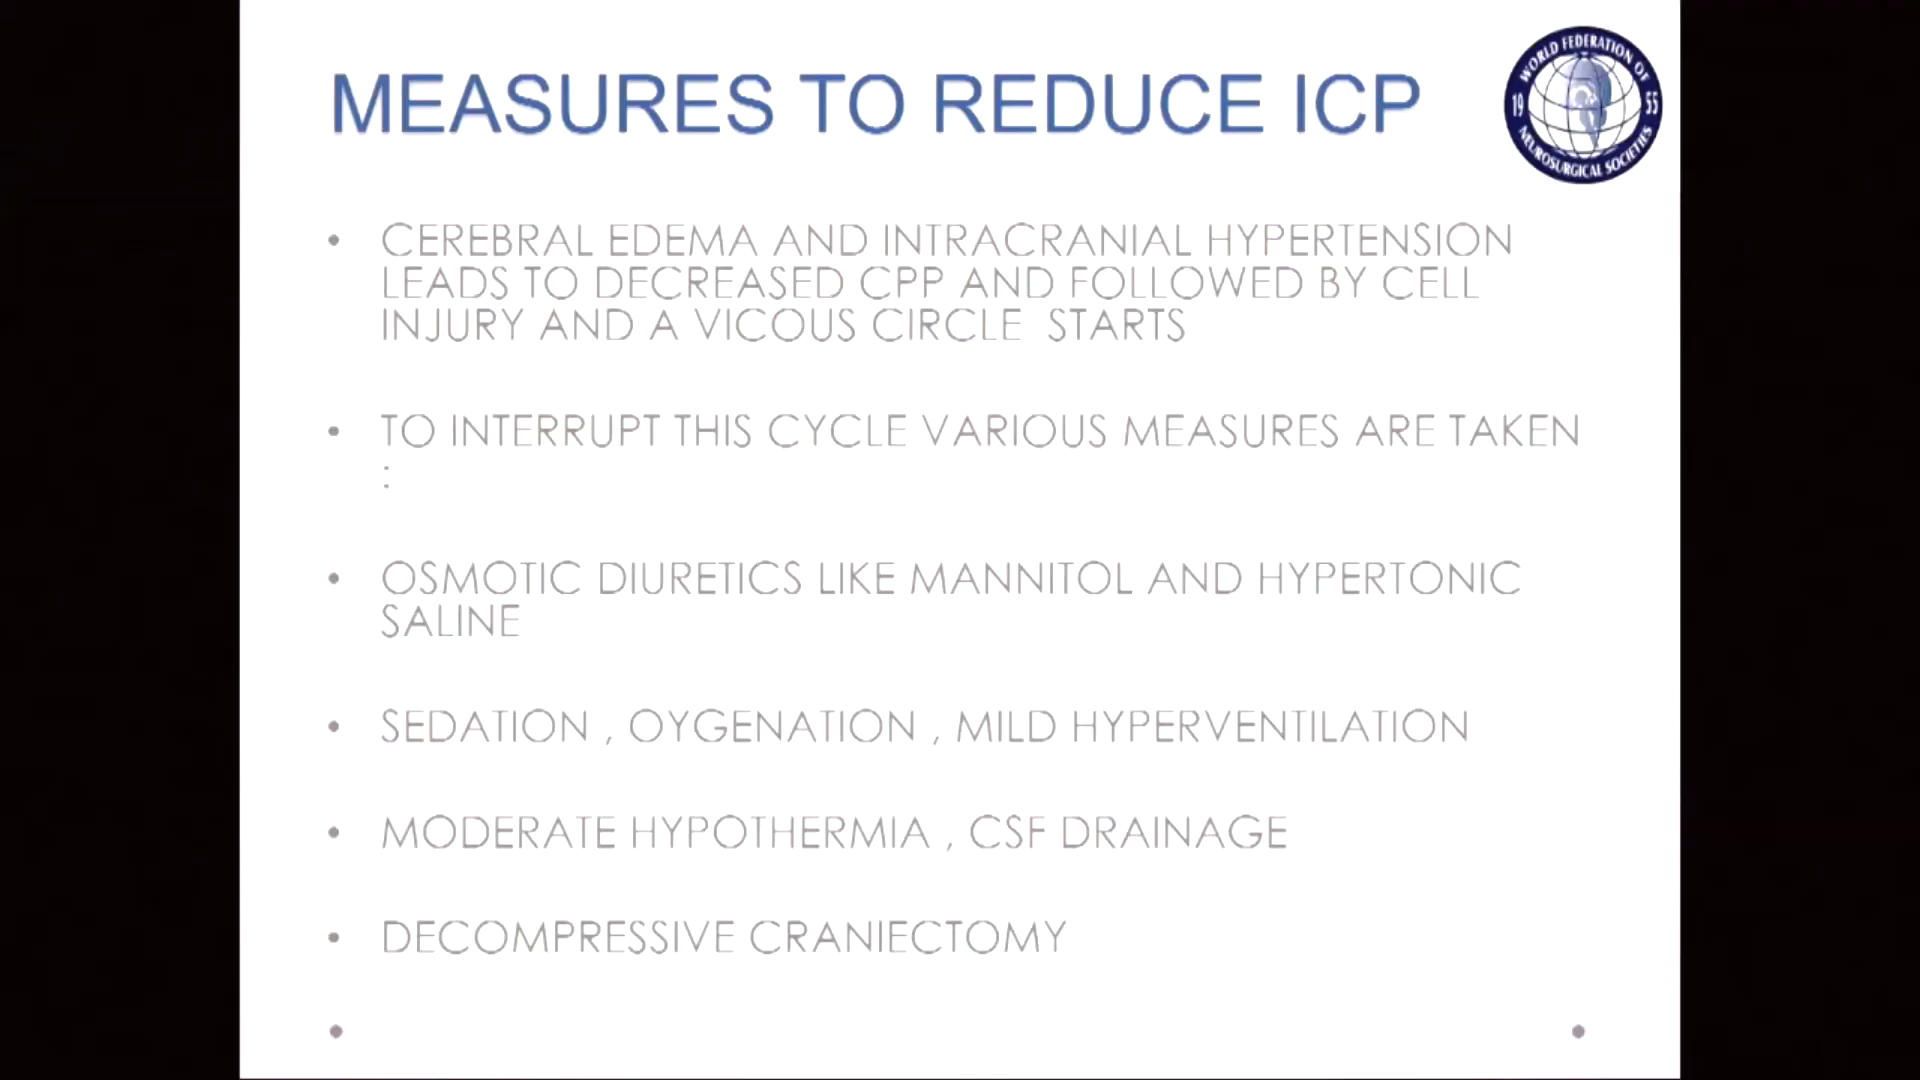 MEASURES TO REDUCE ICP
WORLD FEDERATION OF
19 55
NEUROSURGICAL SOCIETIES
• CEREBRAL EDEMA AND INTRACRANIAL HYPERTENSION
LEADS TO DECREASED CPP AND FOLLOWED BY CELL
INJURY AND A VICOUS CIRCLE STARTS
• TO INTERRUPT THIS CYCLE VARIOUS MEASURES ARE TAKEN
:
• OSMOTIC DIURETICS LIKE MANNITOL AND HYPERTONIC
SALINE
• SEDATION , OYGENATION , MILD HYPERVENTILATION
• MODERATE HYPOTHERMIA , CSF DRAINAGE
• DECOMPRESSIVE CRANIECTOMY